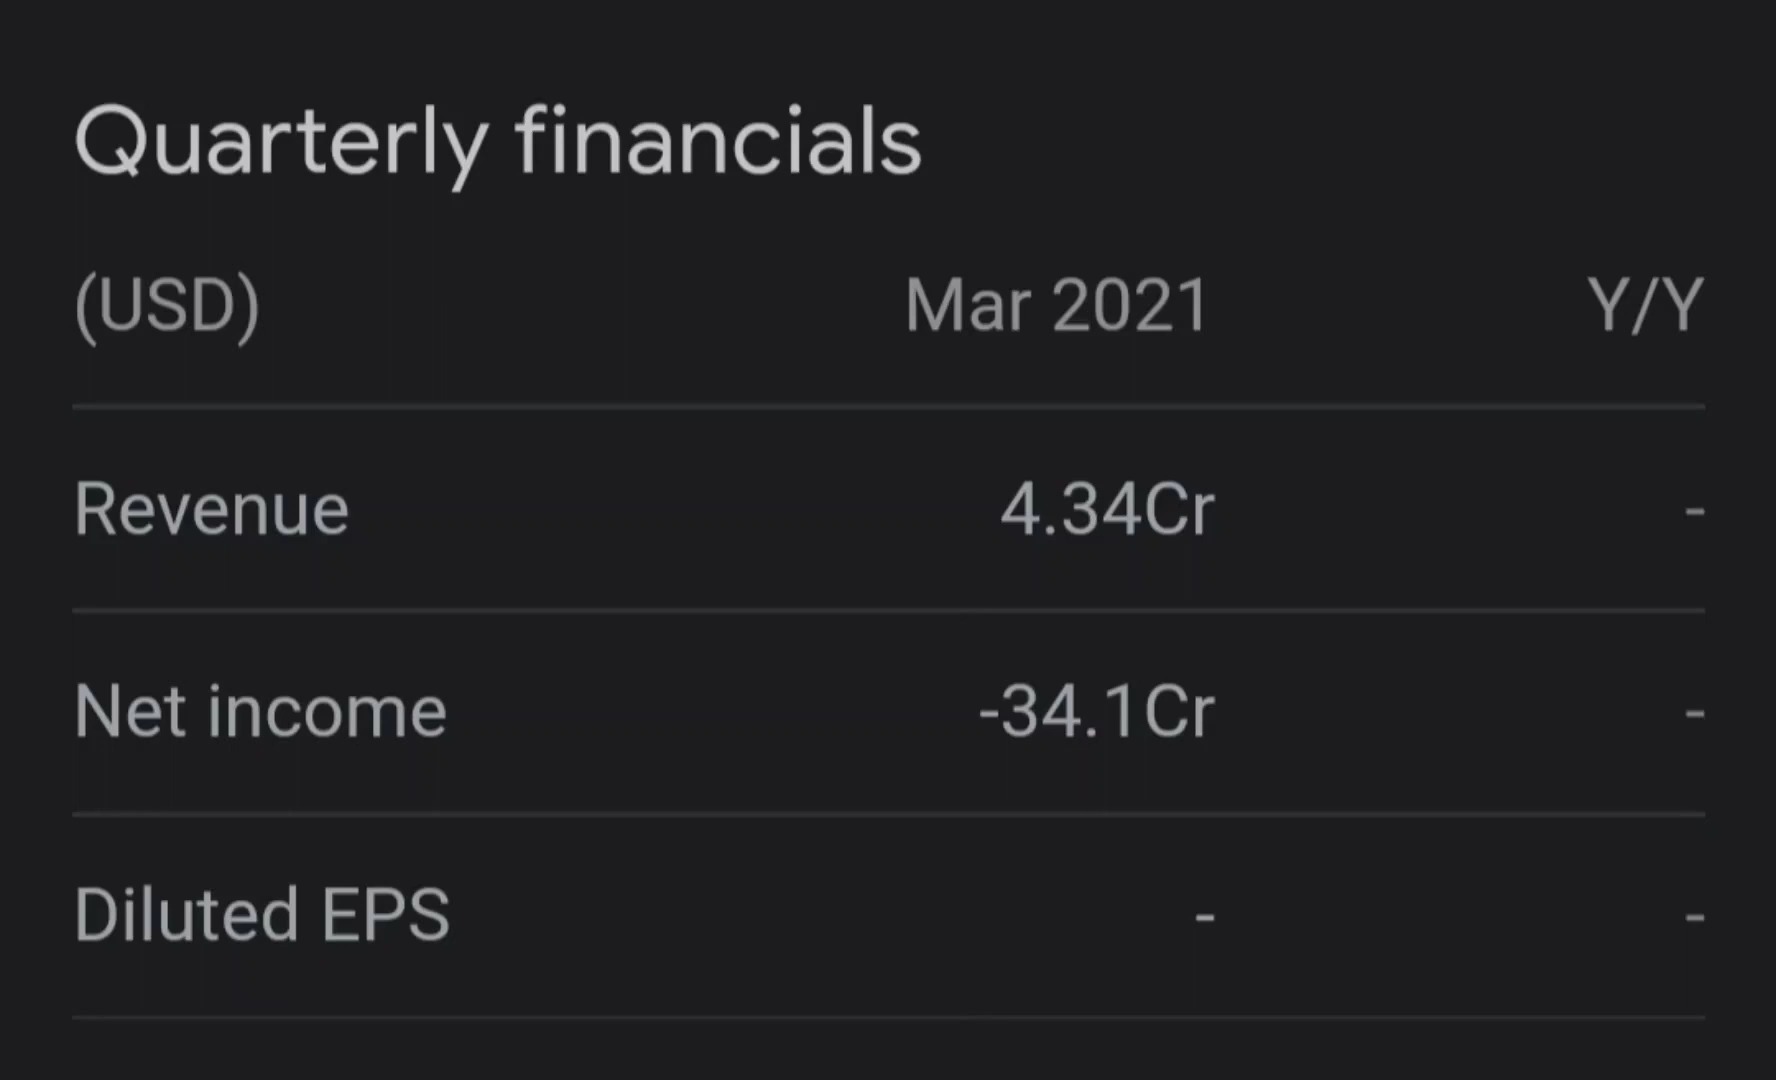 Quarterly financials
(USD) Mar 2021 Y/Y
Revenue 4.34Cr -
Net income -34.1Cr -
Diluted EPS - -